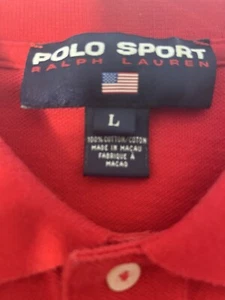 POLO SPORT
RALPH LAUREN
L
100% COTTON/COTON
MADE IN MACAU
FABRIQUÉ À
MACAO